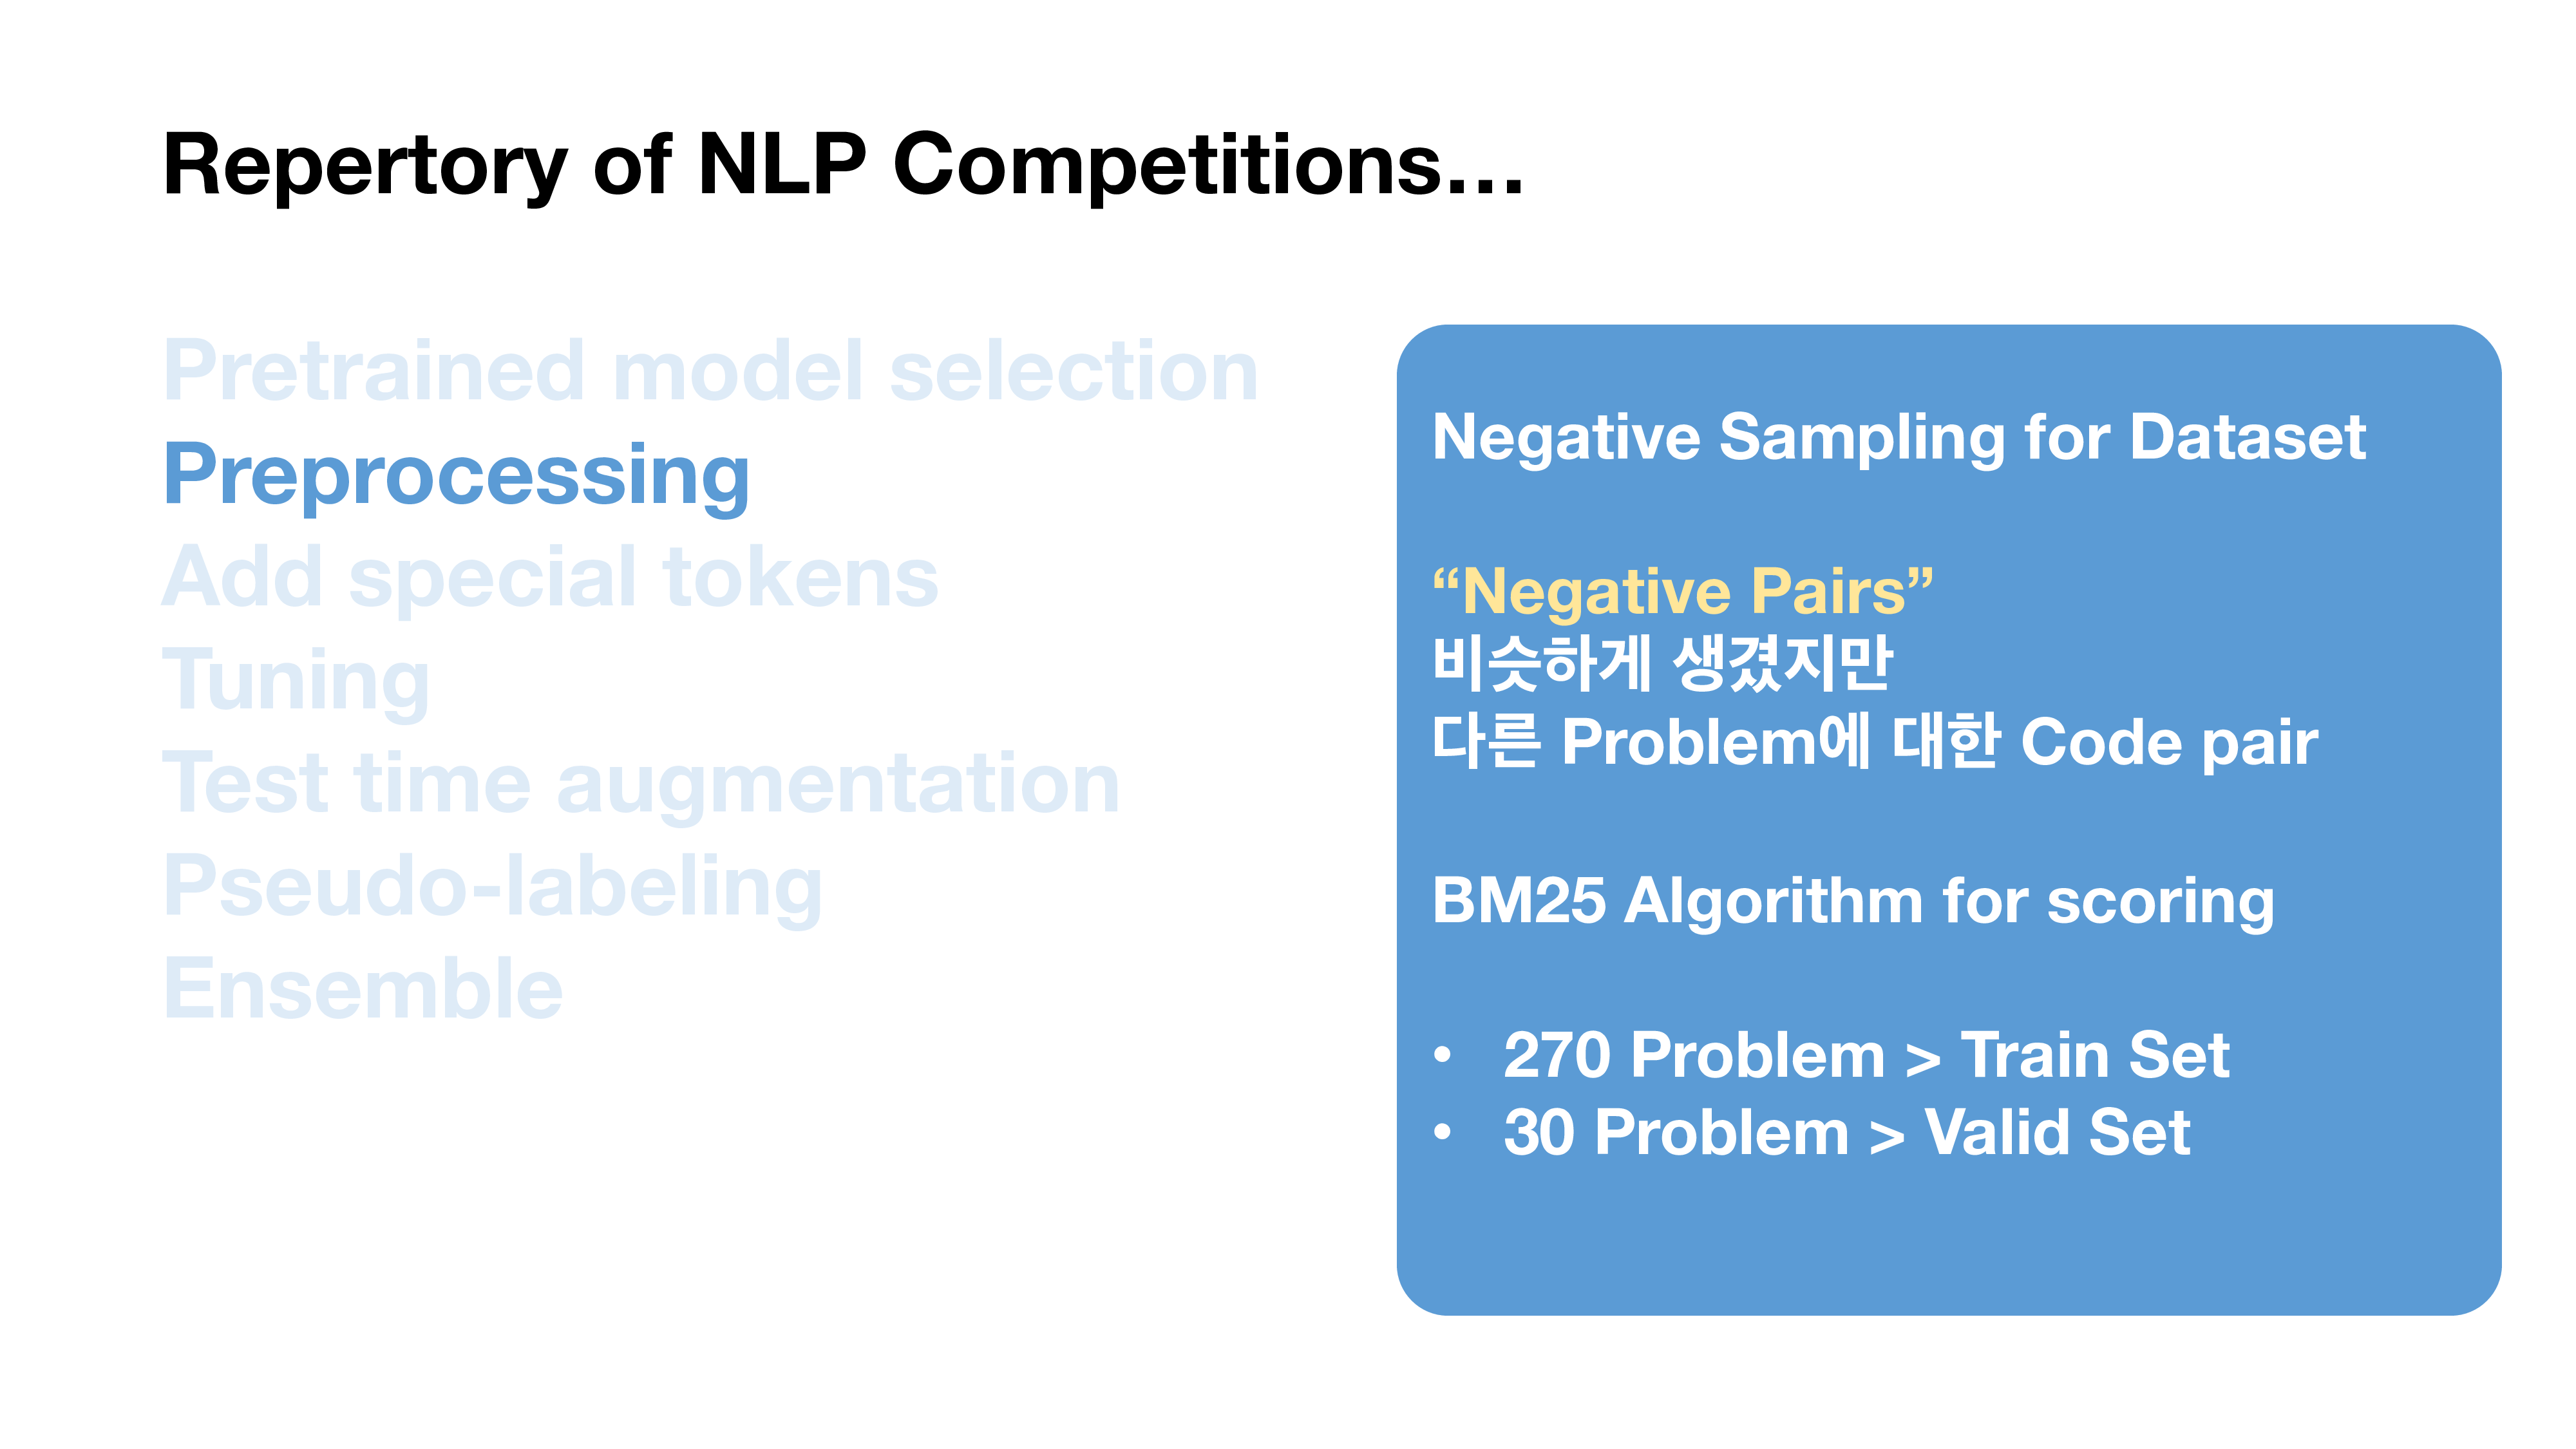 Repertory of NLP Competitions…
Pretrained model selection
Preprocessing
Add special tokens
Tuning
Test time augmentation
Pseudo-labeling
Ensemble
Negative Sampling for Dataset
“Negative Pairs”
비슷하게 생겼지만
다른 Problem에 대한 Code pair
BM25 Algorithm for scoring
• 270 Problem > Train Set
• 30 Problem > Valid Set